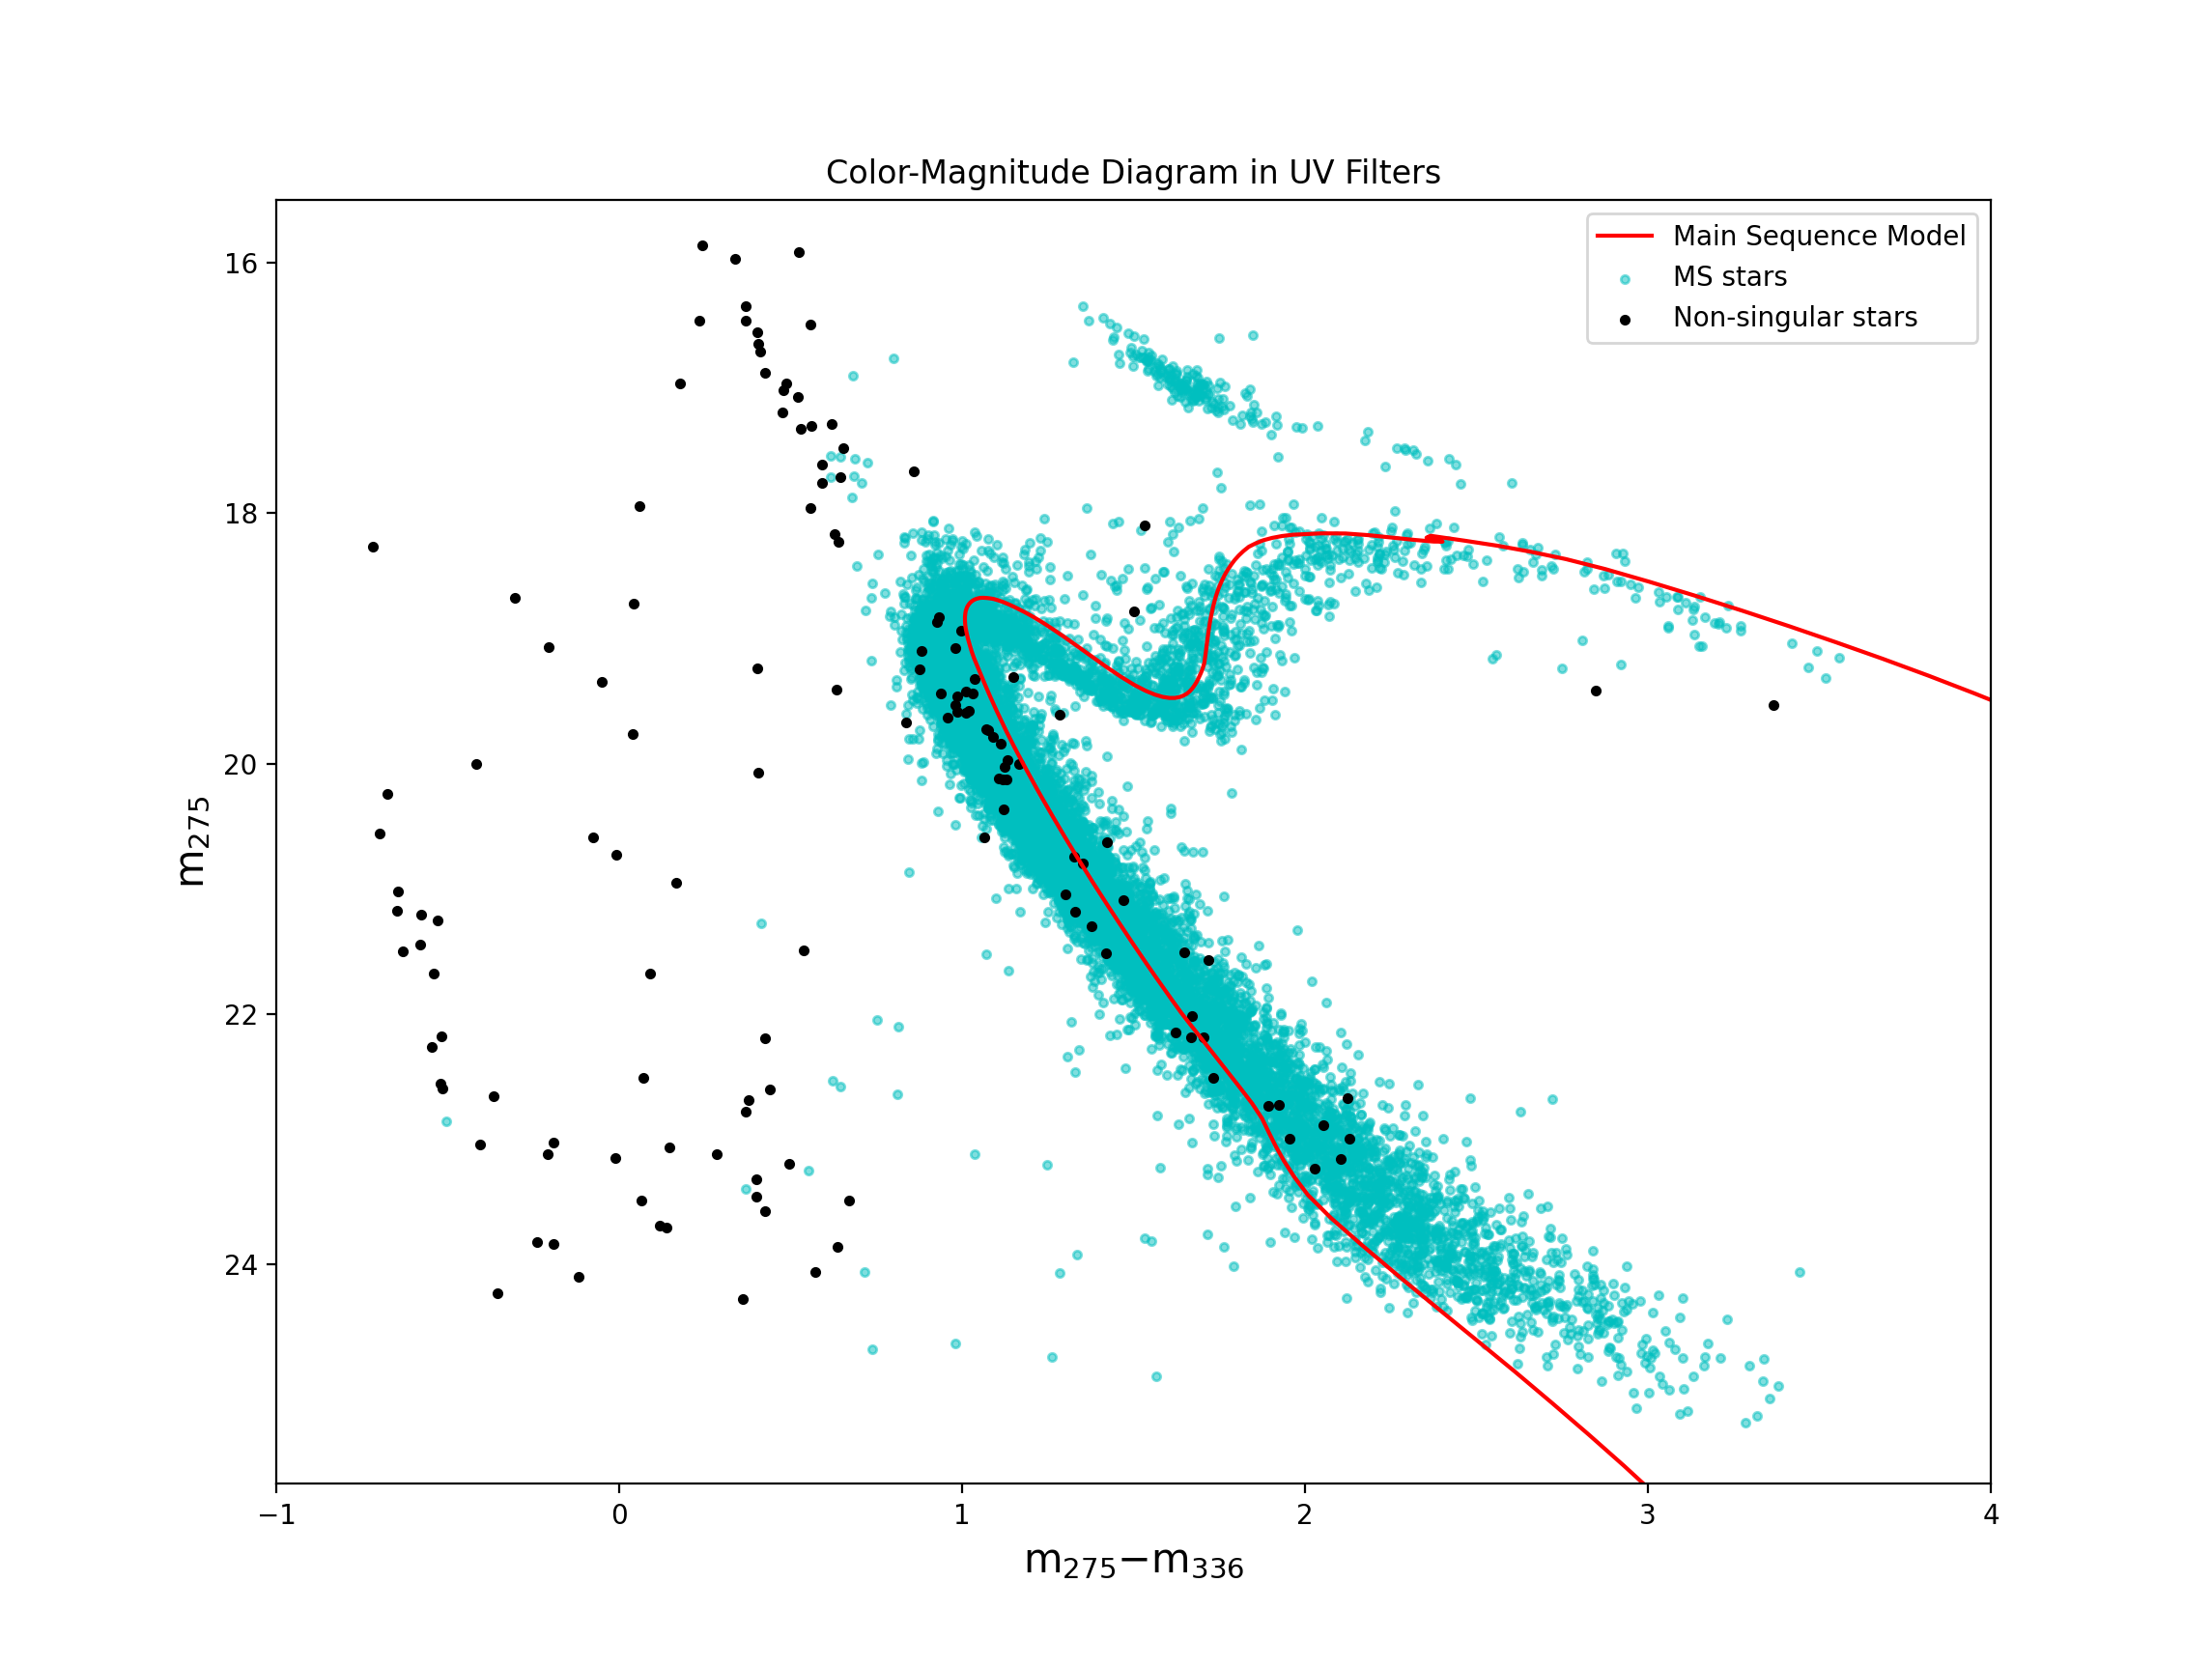 Color-Magnitude Diagram in UV Filters
Main Sequence Model
MS stars
Non-singular stars
16
18
20
22
24
m₂₇₅
−1
0
1
2
3
4
m₂₇₅−m₃₃₆